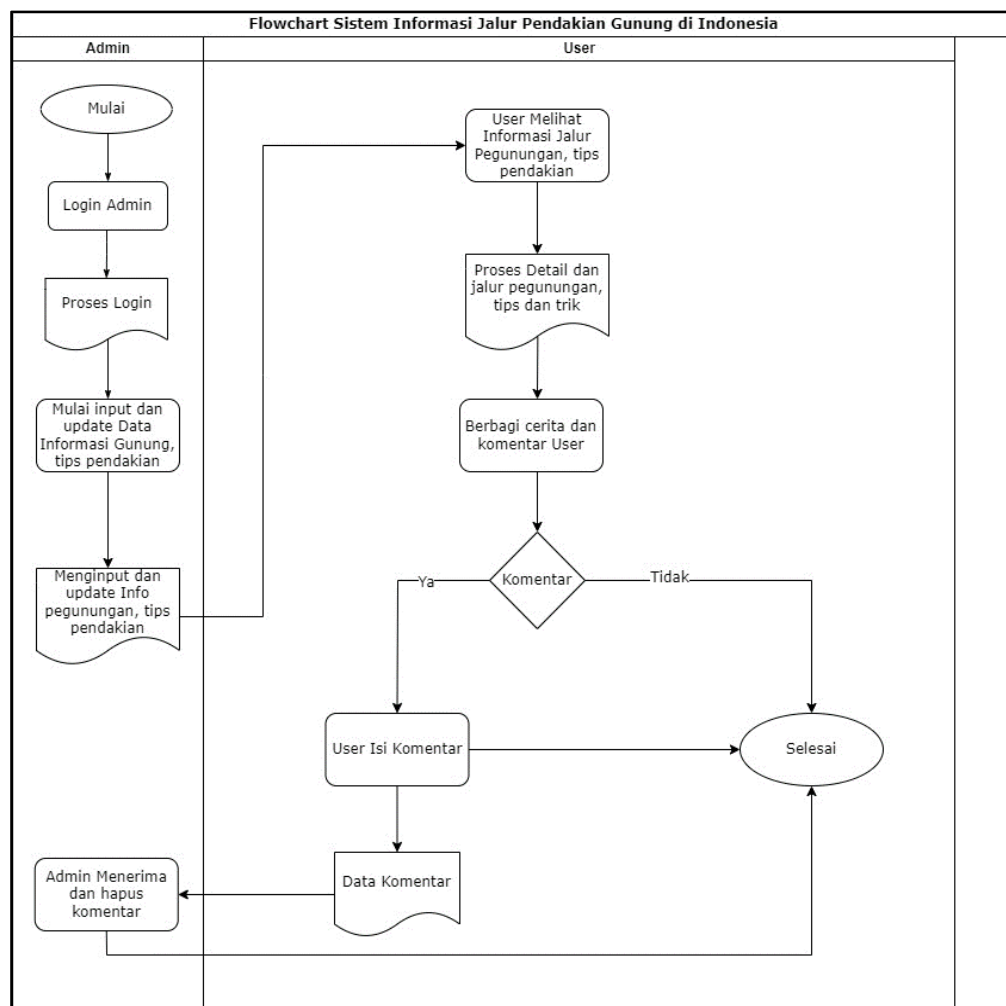 Flowchart Sistem Informasi Jalur Pendakian Gunung di Indonesia
Admin
User
Mulai
Login Admin
Proses Login
Mulai input dan
update Data
Informasi Gunung,
tips pendakian
Menginput dan
update Info
pegunungan, tips
pendakian
User Melihat
Informasi Jalur
Pegunungan, tips
pendakian
Proses Detail dan
jalur pegunungan,
tips dan trik
Berbagi cerita dan
komentar User
Komentar
Ya
Tidak
User Isi Komentar
Selesai
Data Komentar
Admin Menerima
dan hapus
komentar